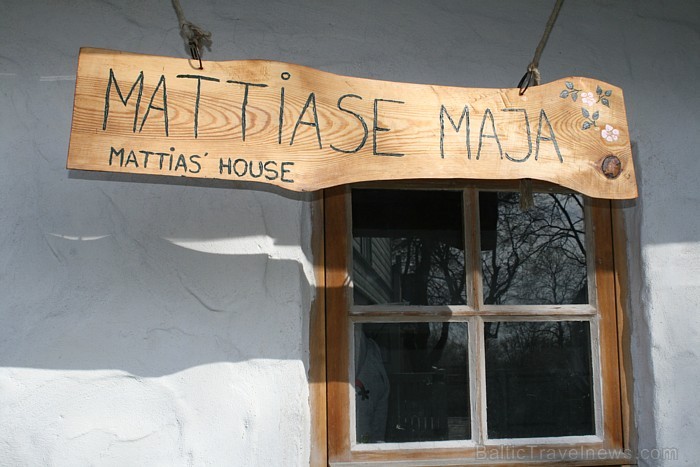 MATTiASE MAJA
MATTIAS' HOUSE
BalticTravelnews.com